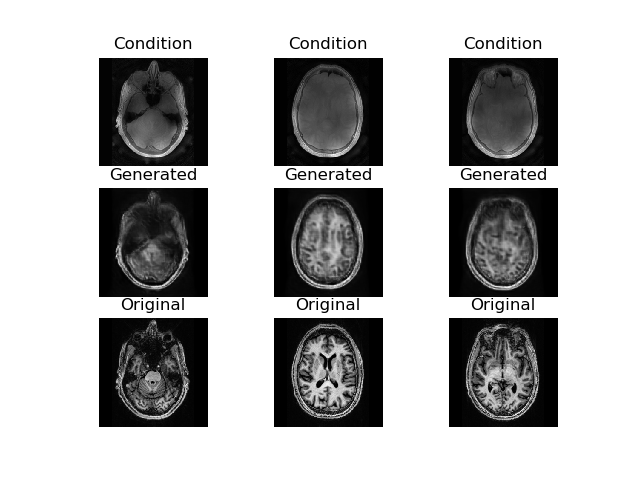 Condition Condition Condition
Generated Generated Generated
Original Original Original